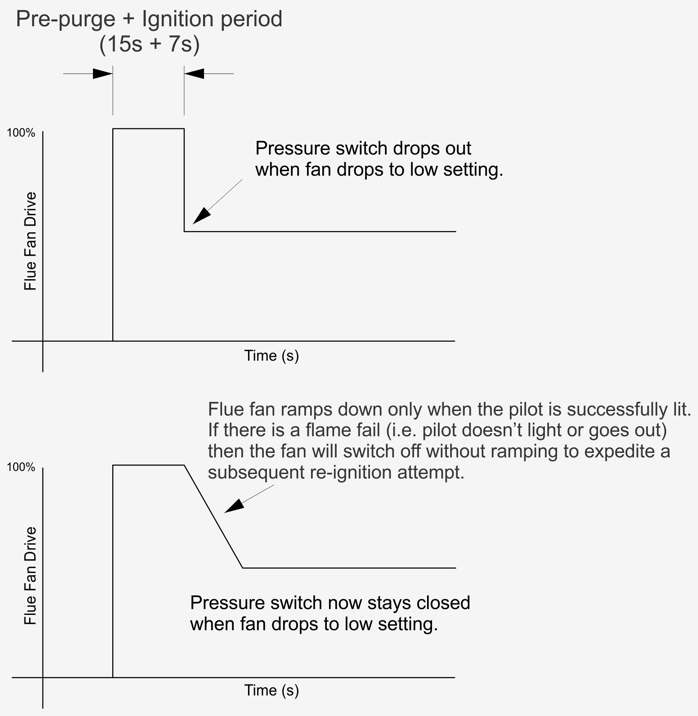 Pre-purge + Ignition period
(15s + 7s)
100%
Pressure switch drops out
when fan drops to low setting.
Flue Fan Drive
Time (s)
Flue fan ramps down only when the pilot is successfully lit.
If there is a flame fail (i.e. pilot doesn't light or goes out)
then the fan will switch off without ramping to expedite a
subsequent re-ignition attempt.
100%
Flue Fan Drive
Pressure switch now stays closed
when fan drops to low setting.
Time (s)